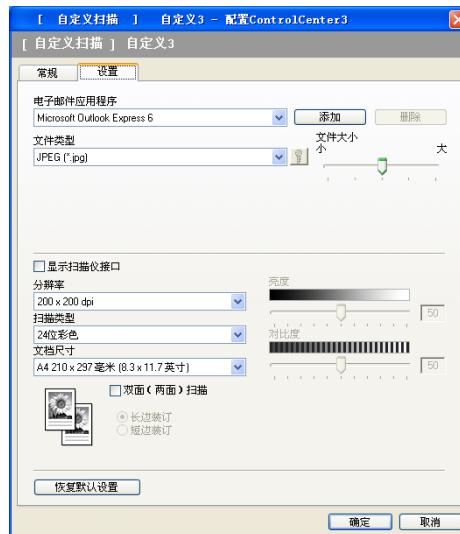 [ 自定义扫描 ] 自定义3 - 配置ControlCenter3
[ 自定义扫描 ] 自定义3
常规 设置
电子邮件应用程序
Microsoft Outlook Express 6 添加 删除
文件类型 文件大小
小 大
JPEG (*.jpg)
显示扫描仪接口
分辨率 亮度
200 x 200 dpi 50
扫描类型
24位彩色 对比度
文档尺寸
A4 210 x 297 毫米 (8.3 x 11.7 英寸) 50
双面(两面)扫描
长边装订
短边装订
恢复默认设置
确定 取消